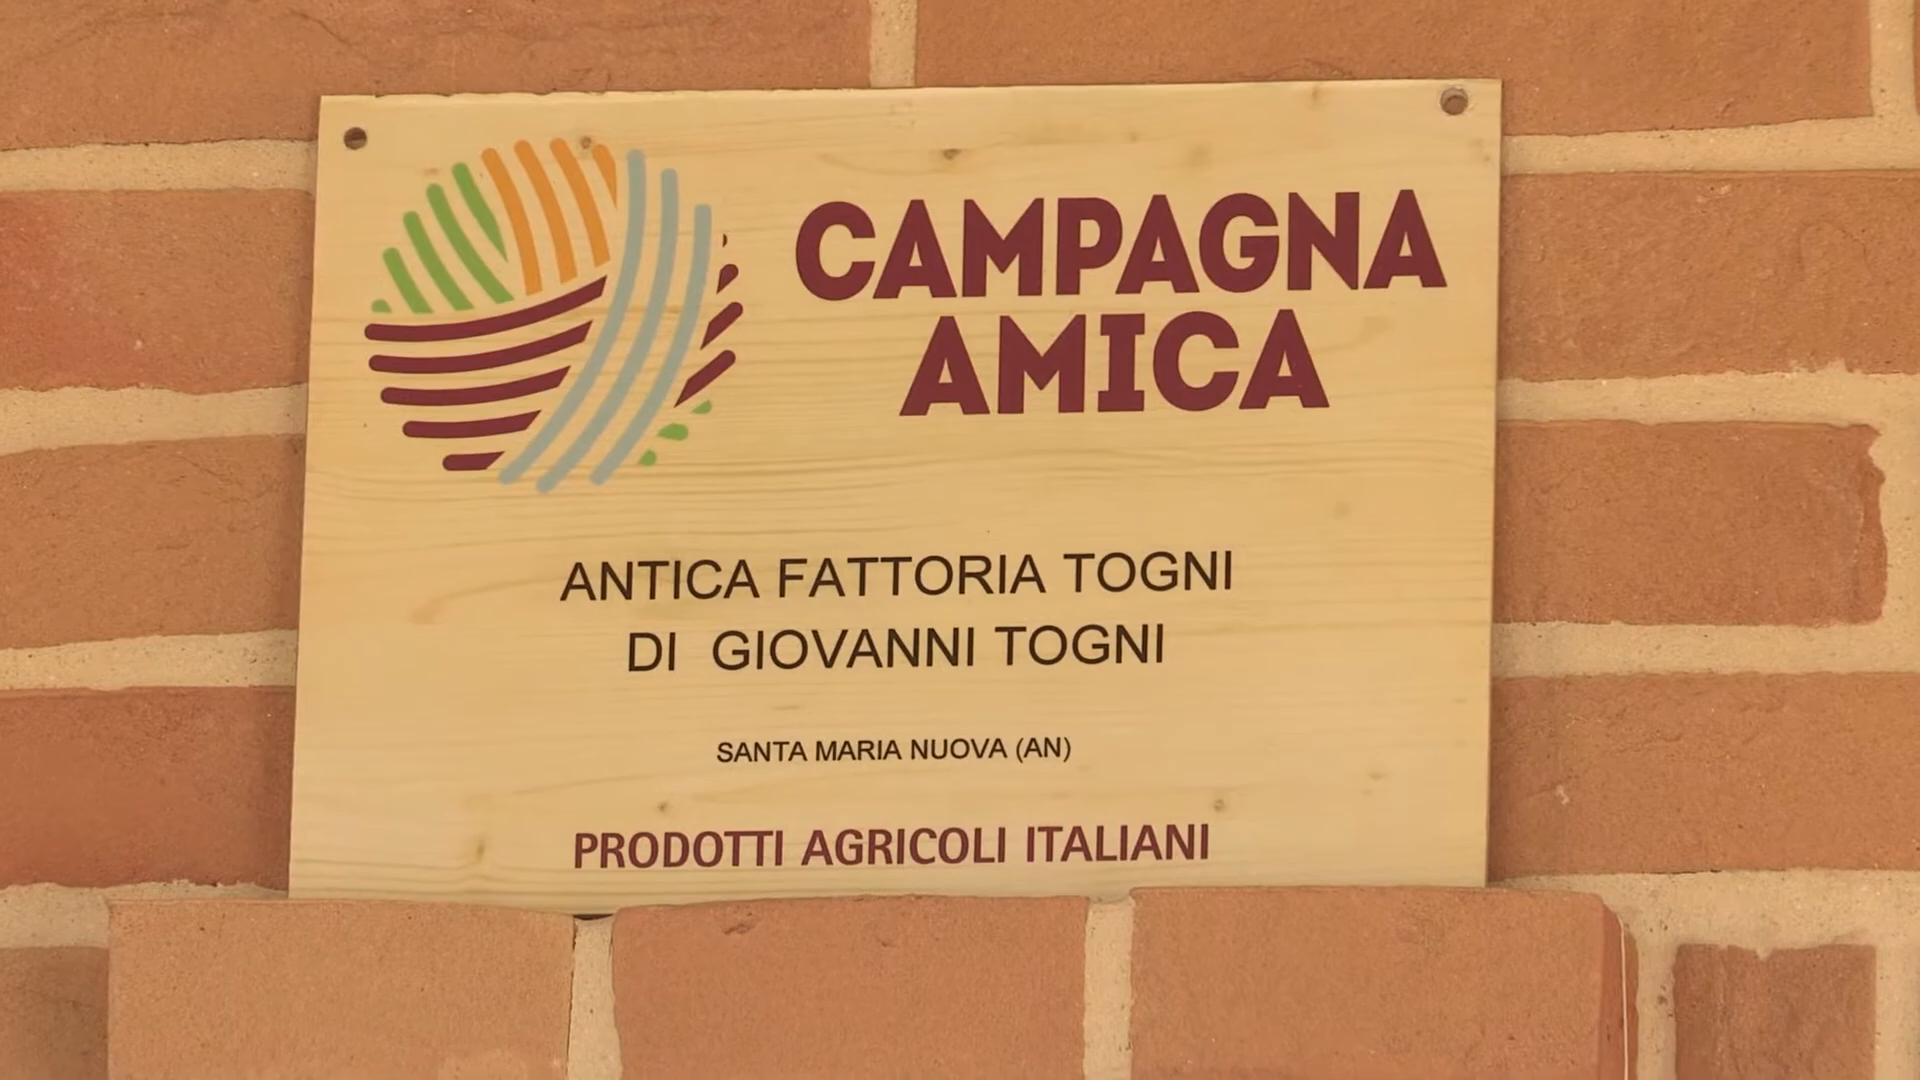 CAMPAGNA
AMICA
ANTICA FATTORIA TOGNI
DI GIOVANNI TOGNI
SANTA MARIA NUOVA (AN)
PRODOTTI AGRICOLI ITALIANI